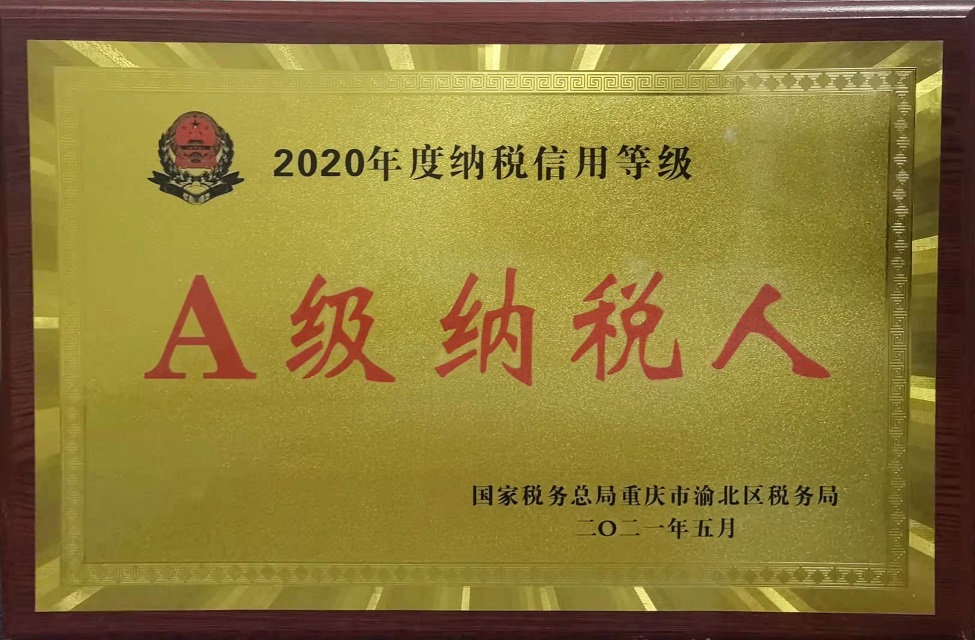 2020年度纳税信用等级
A级纳税人
国家税务总局重庆市渝北区税务局
二〇二一年五月